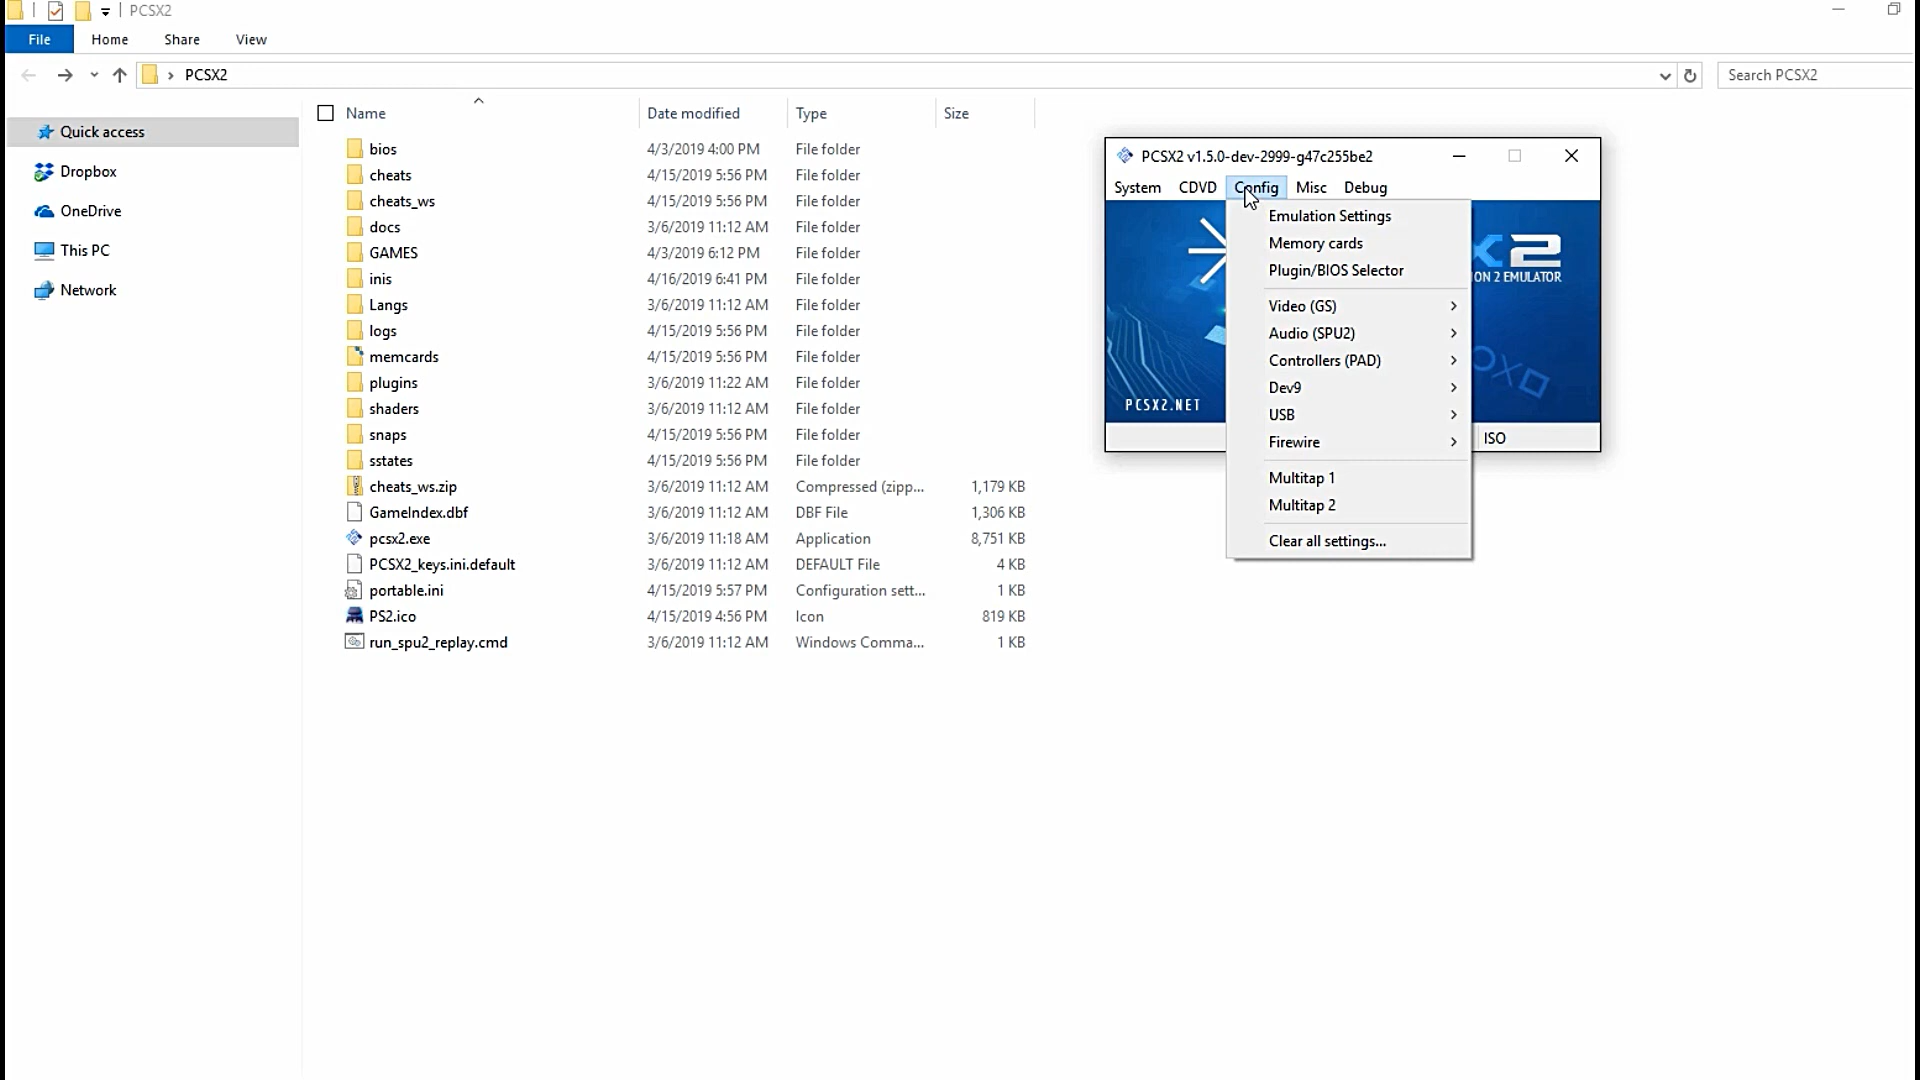 PCSX2
File Home Share View
PCSX2
Search PCSX2
Name Date modified Type Size
Quick access
Dropbox
OneDrive
This PC
Network
bios 4/3/2019 4:00 PM File folder
cheats 4/15/2019 5:56 PM File folder
cheats_ws 4/15/2019 5:56 PM File folder
docs 3/6/2019 11:12 AM File folder
GAMES 4/3/2019 6:12 PM File folder
inis 4/16/2019 6:41 PM File folder
Langs 3/6/2019 11:12 AM File folder
logs 4/15/2019 5:56 PM File folder
memcards 4/15/2019 5:56 PM File folder
plugins 3/6/2019 11:22 AM File folder
shaders 3/6/2019 11:12 AM File folder
snaps 4/15/2019 5:56 PM File folder
sstates 4/15/2019 5:56 PM File folder
cheats_ws.zip 3/6/2019 11:12 AM Compressed (zipp... 1,179 KB
GameIndex.dbf 3/6/2019 11:12 AM DBF File 1,306 KB
pcsx2.exe 3/6/2019 11:18 AM Application 8,751 KB
PCSX2_keys.ini.default 3/6/2019 11:12 AM DEFAULT File 4 KB
portable.ini 4/15/2019 5:57 PM Configuration sett... 1 KB
PS2.ico 4/15/2019 4:56 PM Icon 819 KB
run_spu2_replay.cmd 3/6/2019 11:12 AM Windows Comma... 1 KB
PCSX2 v1.5.0-dev-2999-g47c255be2
System CDVD Config Misc Debug
Emulation Settings
Memory cards
Plugin/BIOS Selector
Video (GS)
Audio (SPU2)
Controllers (PAD)
Dev9
USB
Firewire
Multitap 1
Multitap 2
Clear all settings...
X2
ION 2 EMULATOR
PCSX2.NET
ISO